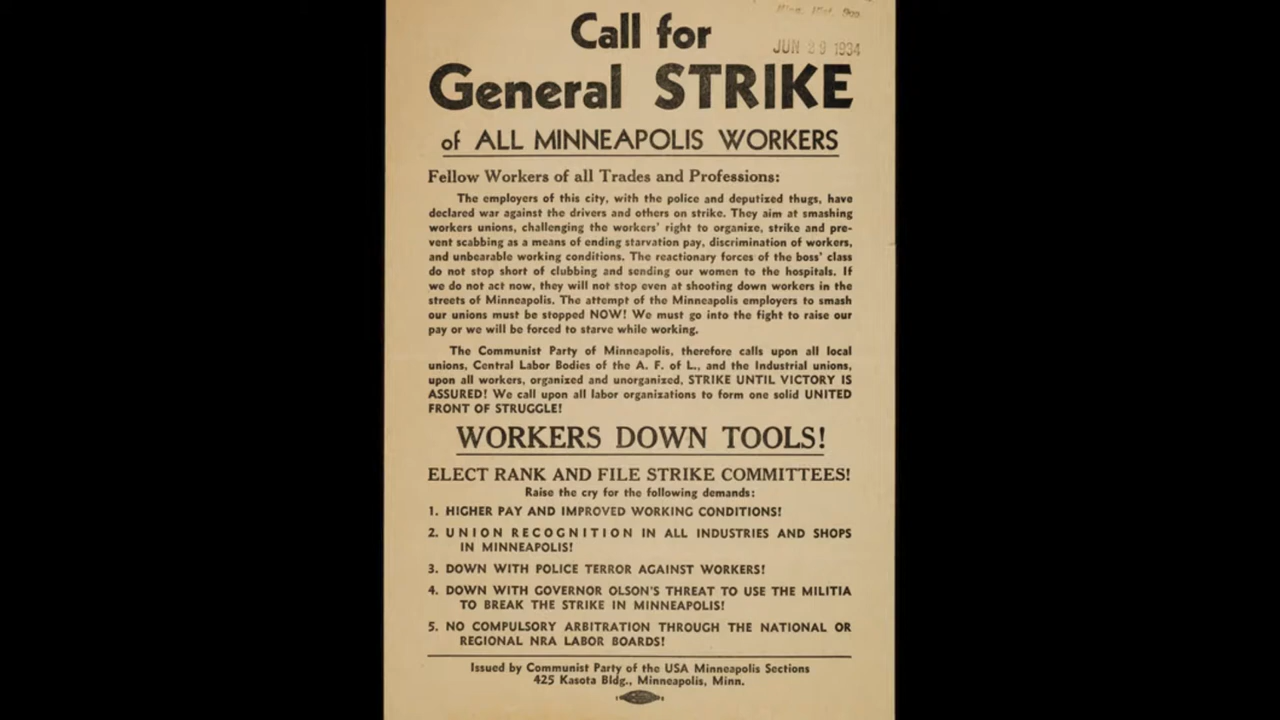 Call for
JUN 29 1934
General STRIKE
of ALL MINNEAPOLIS WORKERS
Fellow Workers of all Trades and Professions:
The employers of this city, with the police and deputized thugs, have
declared war against the drivers and others on strike. They aim at smashing
workers unions, challenging the workers' right to organize, strike and pre-
vent scabbing as a means of ending starvation pay, discrimination of workers,
and unbearable working conditions. The reactionary forces of the boss' class
do not stop short of clubbing and sending our women to the hospitals. If
we do not act now, they will not stop even at shooting down workers in the
streets of Minneapolis. The attempt of the Minneapolis employers to smash
our unions must be stopped NOW! We must go into the fight to raise our
pay or we will be forced to starve while working.
The Communist Party of Minneapolis, therefore calls upon all local
unions, Central Labor Bodies of the A. F. of L., and the Industrial unions,
upon all workers, organized and unorganized, STRIKE UNTIL VICTORY IS
ASSURED! We call upon all labor organizations to form one solid UNITED
FRONT OF STRUGGLE!
WORKERS DOWN TOOLS!
ELECT RANK AND FILE STRIKE COMMITTEES!
Raise the cry for the following demands:
1. HIGHER PAY AND IMPROVED WORKING CONDITIONS!
2. UNION RECOGNITION IN ALL INDUSTRIES AND SHOPS
IN MINNEAPOLIS!
3. DOWN WITH POLICE TERROR AGAINST WORKERS!
4. DOWN WITH GOVERNOR OLSON'S THREAT TO USE THE MILITIA
TO BREAK THE STRIKE IN MINNEAPOLIS!
5. NO COMPULSORY ARBITRATION THROUGH THE NATIONAL OR
REGIONAL NRA LABOR BOARDS!
Issued by Communist Party of the USA Minneapolis Sections
425 Kasota Bldg., Minneapolis, Minn.